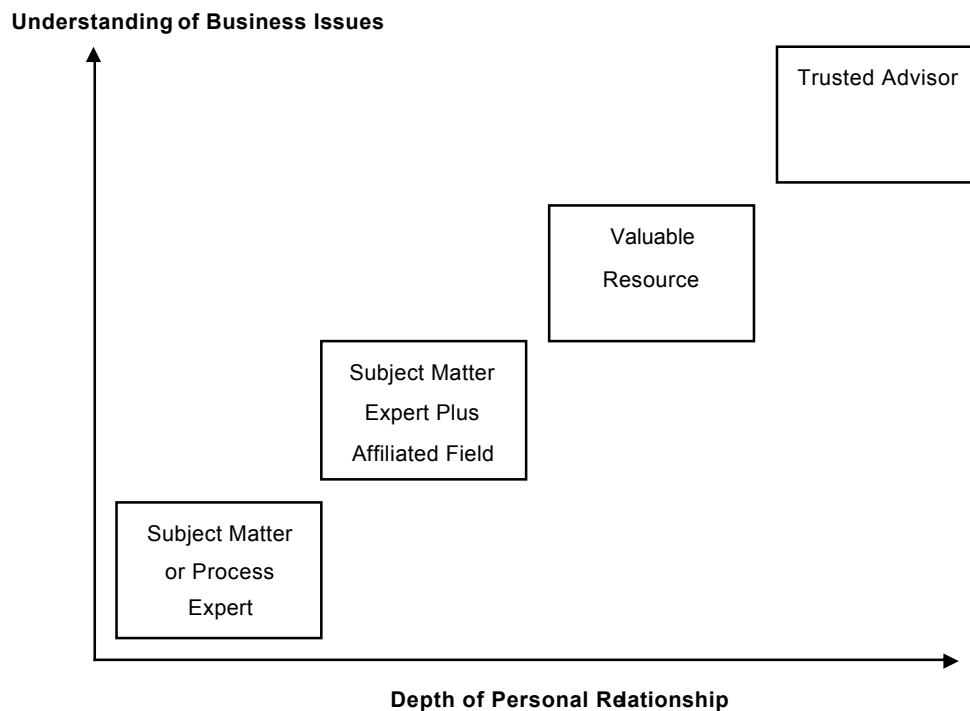 Understanding of Business Issues
Trusted Advisor
Valuable
Resource
Subject Matter
Expert Plus
Affiliated Field
Subject Matter
or Process
Expert
Depth of Personal Relationship